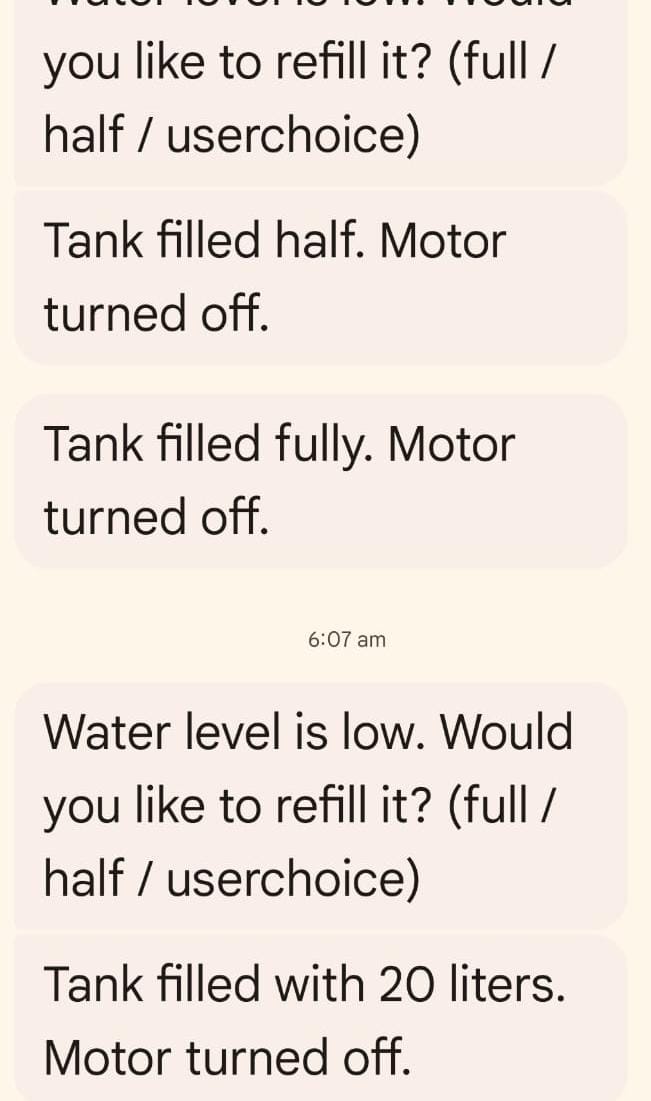 you like to refill it? (full /
half / userchoice)
Tank filled half. Motor
turned off.
Tank filled fully. Motor
turned off.
6:07 am
Water level is low. Would
you like to refill it? (full /
half / userchoice)
Tank filled with 20 liters.
Motor turned off.